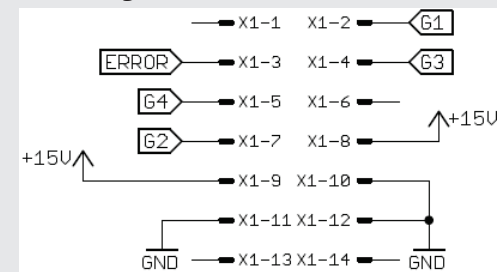 X1-1 X1-2 G1
ERROR X1-3 X1-4 G3
G4 X1-5 X1-6
+15V
G2 X1-7 X1-8
+15V
X1-9 X1-10
X1-11 X1-12
GND X1-13 X1-14 GND